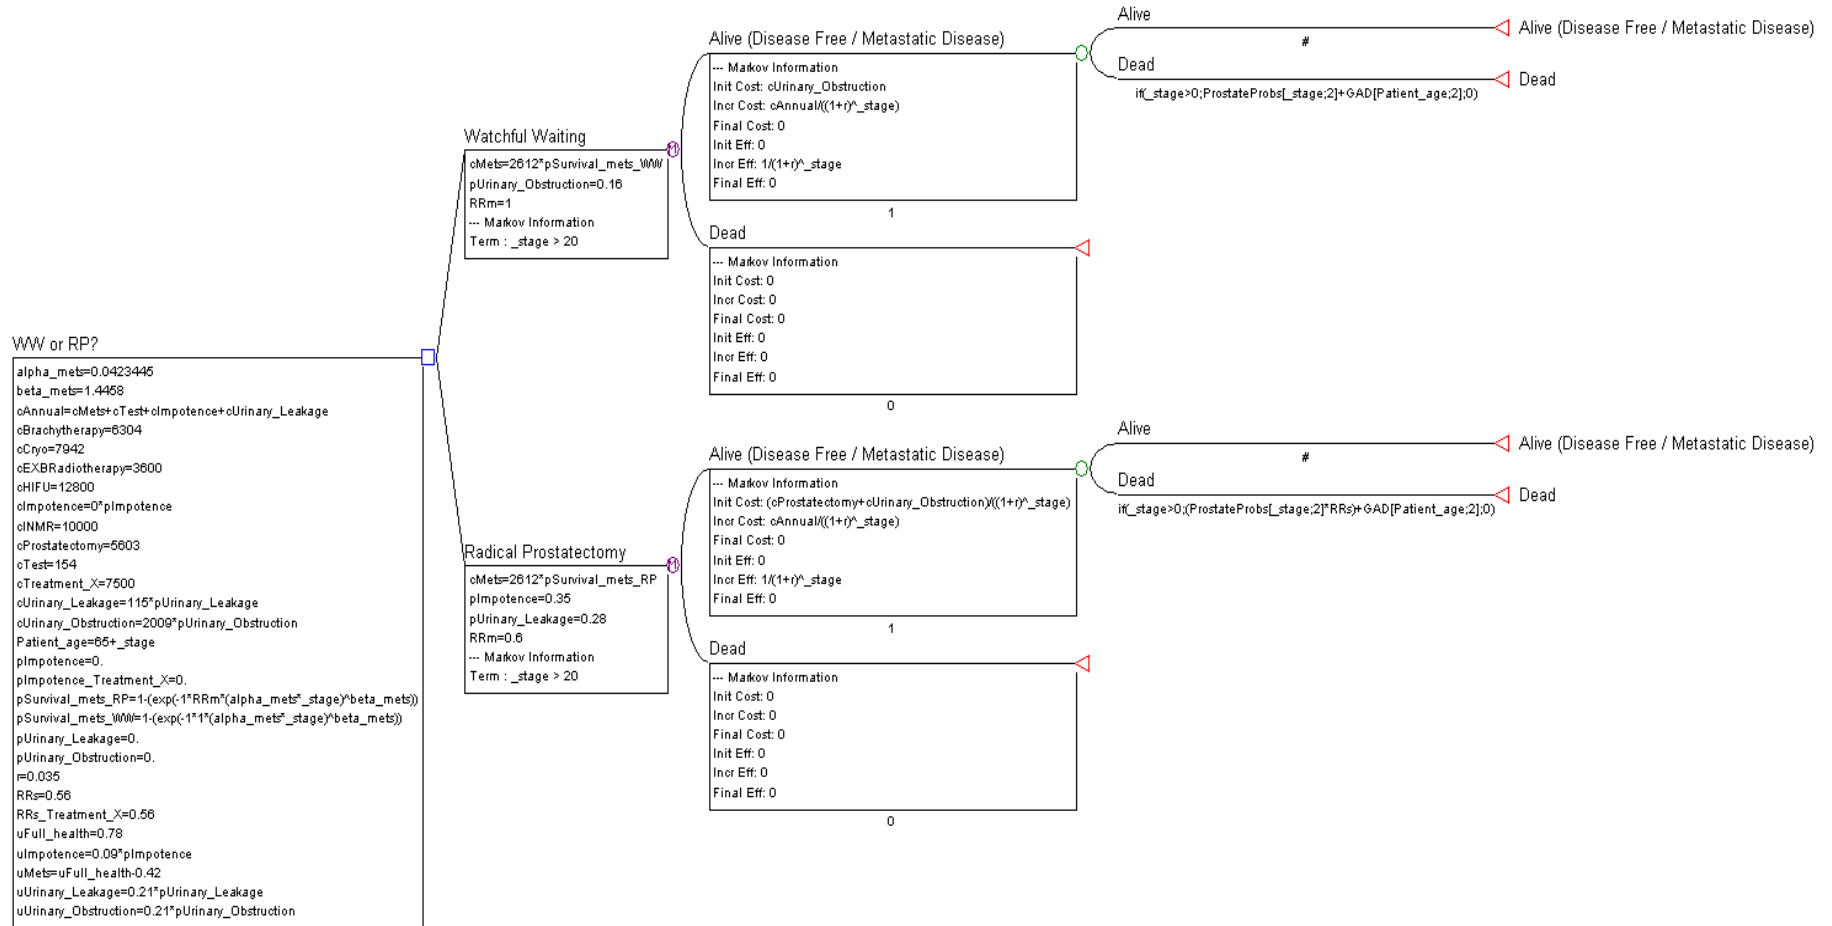 WW or RP?
alpha_mets=0.0423445
beta_mets=1.4458
cAnnual=cMets+cTest+cImpotence+cUrinary_Leakage
cBrachytherapy=6304
cCryo=7942
cEXBRadiotherapy=3600
cHIFU=12800
cImpotence=0*pImpotence
cINMR=10000
cProstatectomy=5603
cTest=154
cTreatment_X=7500
cUrinary_Leakage=115*pUrinary_Leakage
cUrinary_Obstruction=2009*pUrinary_Obstruction
Patient_age=65+_stage
pImpotence=0.
pImpotence_Treatment_X=0.
pSurvival_mets_RP=1-(exp(-1*RRm*(alpha_mets*_stage)^beta_mets))
pSurvival_mets_WW=1-(exp(-1*1*(alpha_mets*_stage)^beta_mets))
pUrinary_Leakage=0.
pUrinary_Obstruction=0.
r=0.035
RRs=0.56
RRs_Treatment_X=0.56
uFull_health=0.78
uImpotence=0.09*pImpotence
uMets=uFull_health-0.42
uUrinary_Leakage=0.21*pUrinary_Leakage
uUrinary_Obstruction=0.21*pUrinary_Obstruction
Watchful Waiting
M
cMets=2612*pSurvival_mets_WW
pUrinary_Obstruction=0.16
RRm=1
--- Markov Information
Term : _stage > 20
Alive (Disease Free / Metastatic Disease)
--- Markov Information
Init Cost: cUrinary_Obstruction
Incr Cost: cAnnual/((1+r)^_stage)
Final Cost: 0
Init Eff: 0
Incr Eff: 1/(1+r)^_stage
Final Eff: 0
1
Alive
#
Alive (Disease Free / Metastatic Disease)
Dead
if(_stage>0;ProstateProbs[_stage;2]+GAD[Patient_age;2];0)
Dead
Dead
--- Markov Information
Init Cost: 0
Incr Cost: 0
Final Cost: 0
Init Eff: 0
Incr Eff: 0
Final Eff: 0
0
Radical Prostatectomy
M
cMets=2612*pSurvival_mets_RP
pImpotence=0.35
pUrinary_Leakage=0.28
RRm=0.6
--- Markov Information
Term : _stage > 20
Alive (Disease Free / Metastatic Disease)
--- Markov Information
Init Cost: (cProstatectomy+cUrinary_Obstruction)/((1+r)^_stage)
Incr Cost: cAnnual/((1+r)^_stage)
Final Cost: 0
Init Eff: 0
Incr Eff: 1/(1+r)^_stage
Final Eff: 0
1
Alive
#
Alive (Disease Free / Metastatic Disease)
Dead
if(_stage>0;(ProstateProbs[_stage;2]*RRs)+GAD[Patient_age;2];0)
Dead
Dead
--- Markov Information
Init Cost: 0
Incr Cost: 0
Final Cost: 0
Init Eff: 0
Incr Eff: 0
Final Eff: 0
0